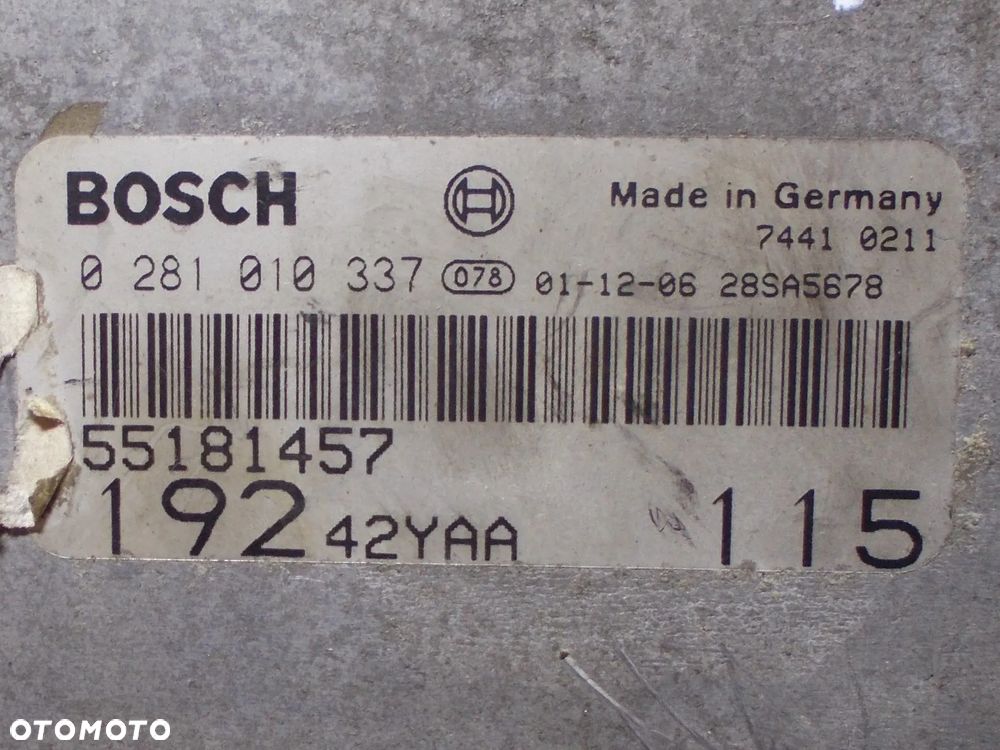 BOSCH
Made in Germany
7441 0211
0 281 010 337 078 01-12-06 28SA5678
55181457
192 42YAA 115
OTOMOTO